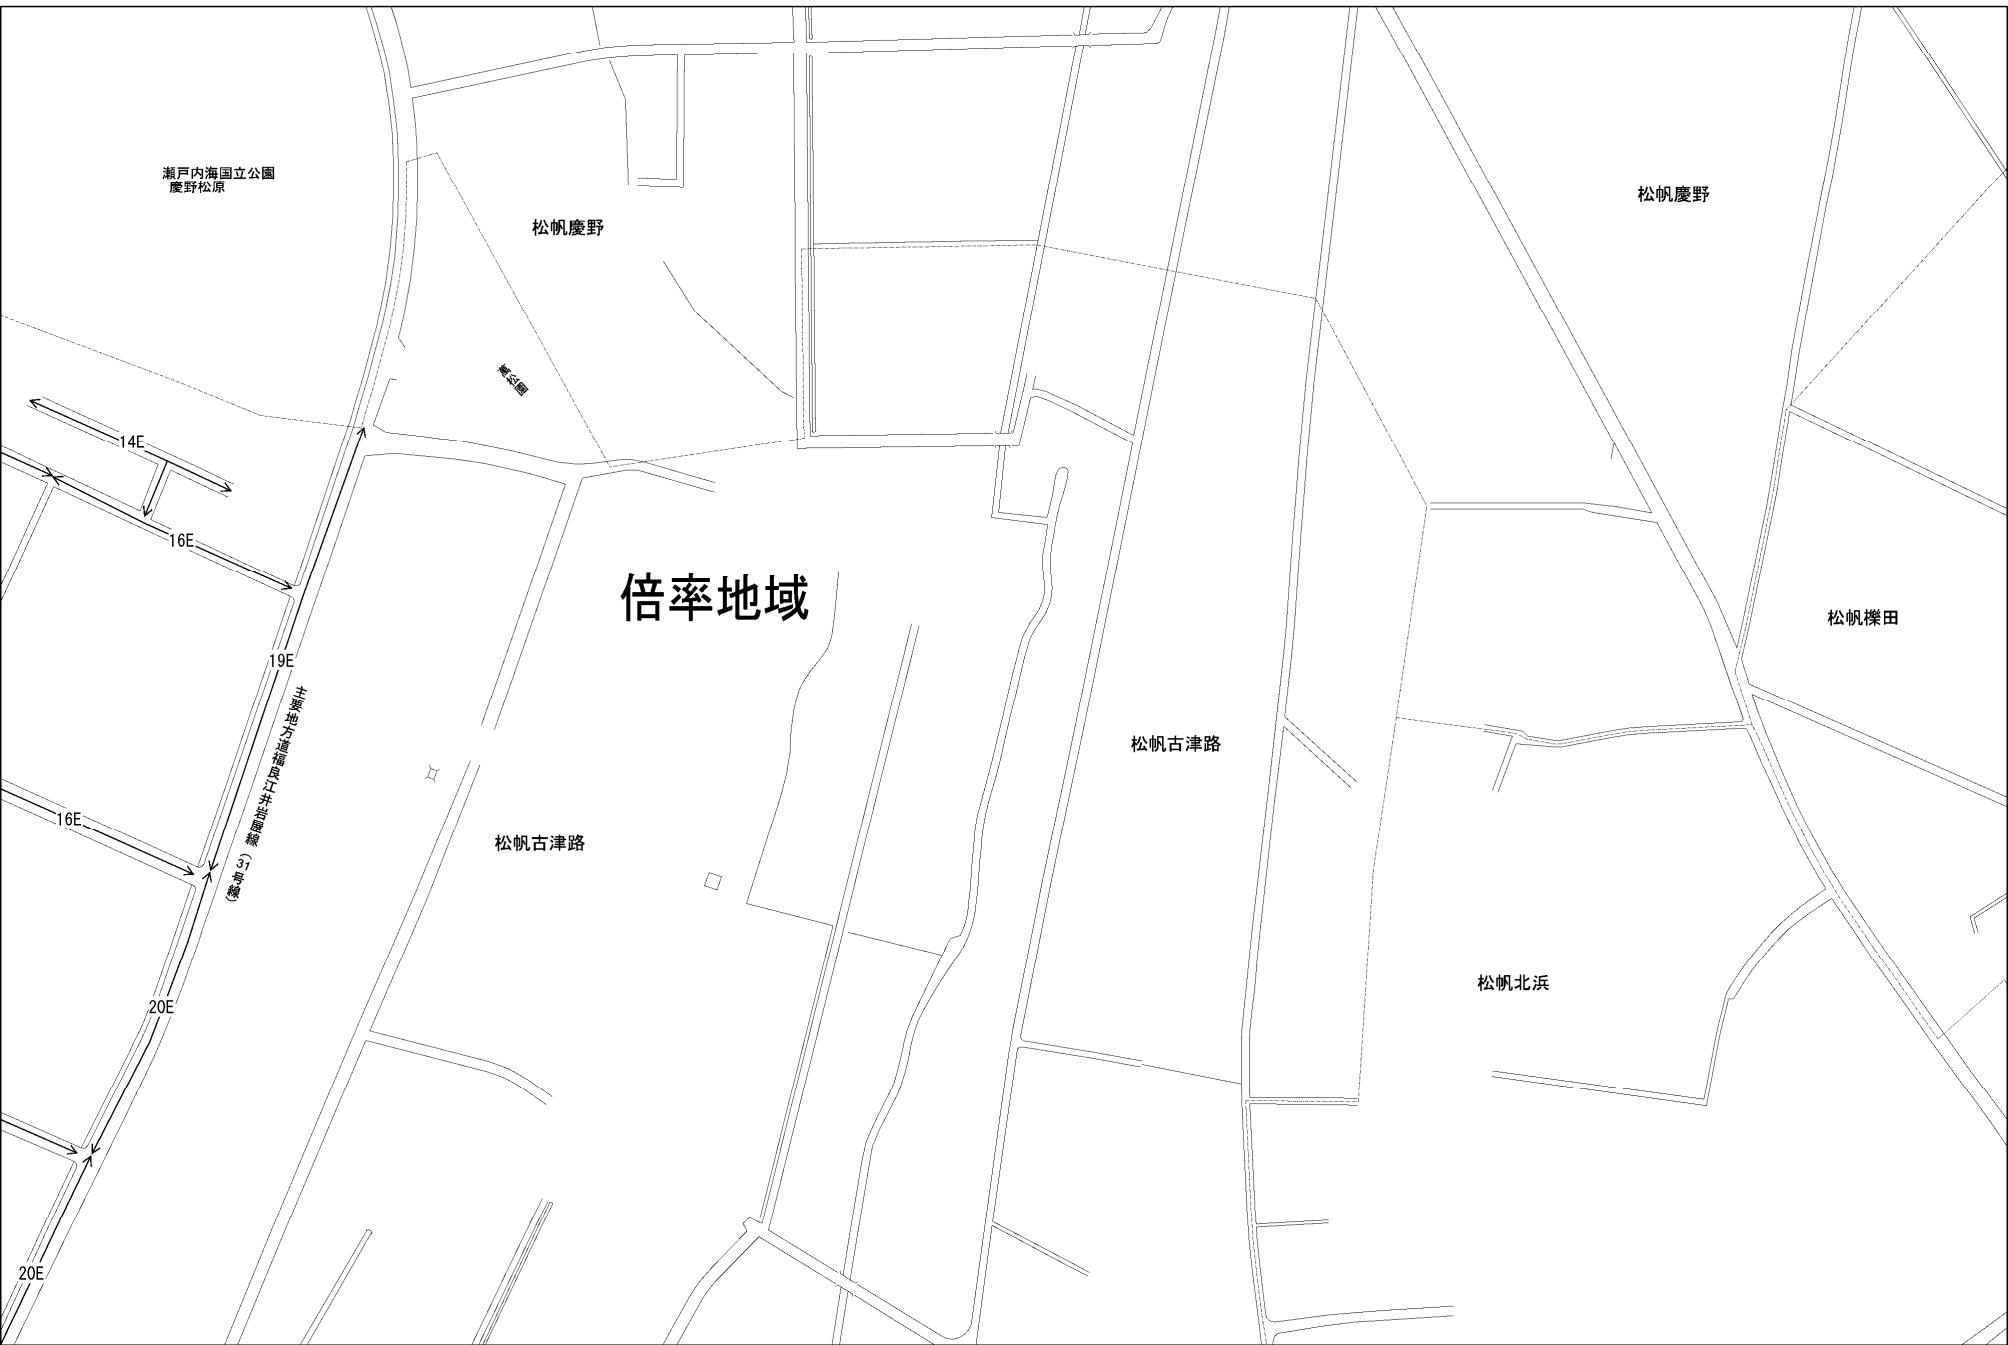 瀬戸内海国立公園
慶野松原
松帆慶野
松帆慶野
萬松園
14E
16E
倍率地域
松帆櫟田
19E
主要地方道福良江井岩屋線(31号線)
松帆古津路
16E
松帆古津路
松帆北浜
20E
20E